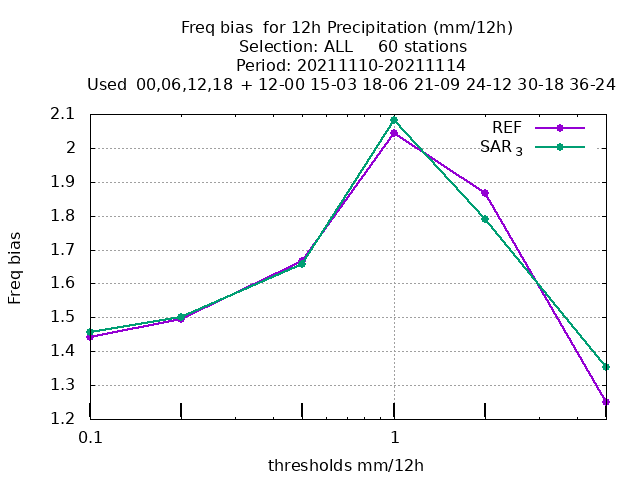 Freq bias  for 12h Precipitation (mm/12h)
Selection: ALL     60 stations
Period: 20211110-20211114
Used  00,06,12,18  + 12-00 15-03 18-06 21-09 24-12 30-18 36-24
2.1
REF
2
SAR 3
1.9
1.8
1.7
1.6
1.5
1.4
1.3
1.2
Freq bias
0.1 1
thresholds mm/12h